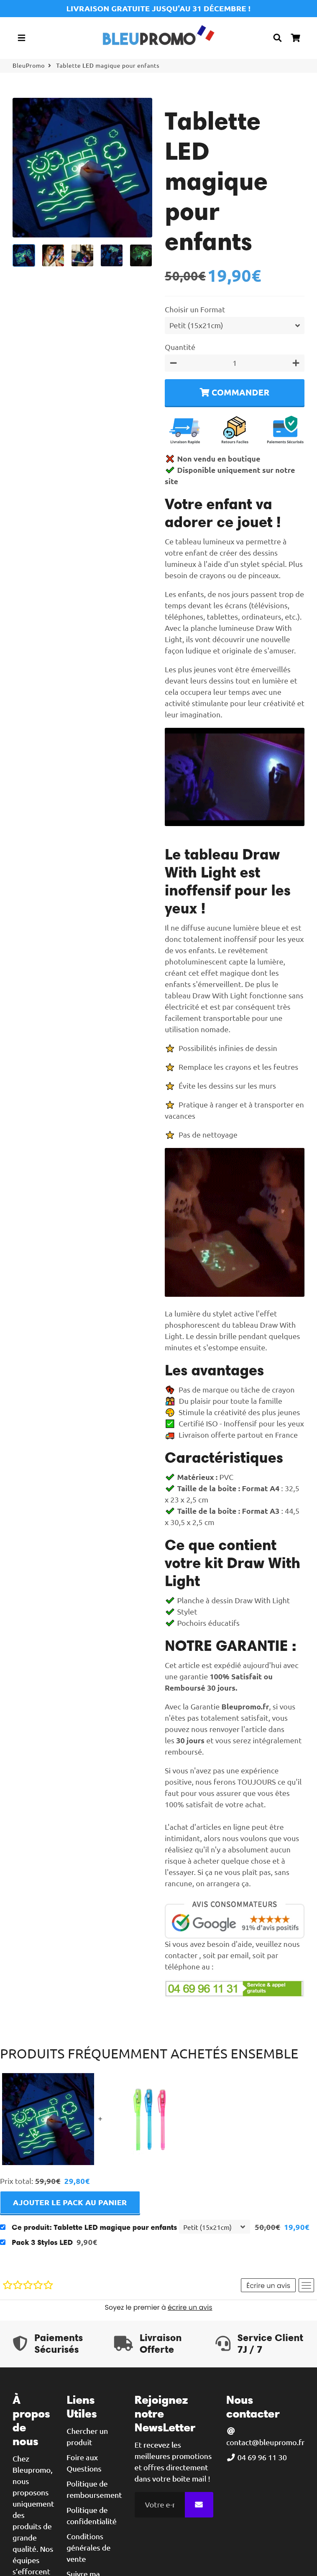 LIVRAISON GRATUITE JUSQU'AU 31 DÉCEMBRE !
BLEUPROMO
BleuPromo > Tablette LED magique pour enfants
Tablette
LED
magique
pour
enfants
50,00€ 19,90€
Choisir un Format
Petit (15x21cm)
Quantité
1
COMMANDER
Livraison Rapide
Retours Faciles
Paiements Sécurisés
Non vendu en boutique
Disponible uniquement sur notre
site
Votre enfant va
adorer ce jouet !
Ce tableau lumineux va permettre à
votre enfant de créer des dessins
lumineux à l'aide d'un stylet spécial. Plus
besoin de crayons ou de pinceaux.
Les enfants, de nos jours passent trop de
temps devant les écrans (télévisions,
téléphones, tablettes, ordinateurs, etc.).
Avec la planche lumineuse Draw With
Light, ils vont découvrir une nouvelle
façon ludique et originale de s'amuser.
Les plus jeunes vont être émerveillés
devant leurs dessins tout en lumière et
cela occupera leur temps avec une
activité stimulante pour leur créativité et
leur imagination.
Le tableau Draw
With Light est
inoffensif pour les
yeux !
Il ne diffuse aucune lumière bleue et est
donc totalement inoffensif pour les yeux
de vos enfants. Le revêtement
photoluminescent capte la lumière,
créant cet effet magique dont les
enfants s'émerveillent. De plus le
tableau Draw With Light fonctionne sans
électricité et est par conséquent très
facilement transportable pour une
utilisation nomade.
Possibilités infinies de dessin
Remplace les crayons et les feutres
Évite les dessins sur les murs
Pratique à ranger et à transporter en
vacances
Pas de nettoyage
La lumière du stylet active l'effet
phosphorescent du tableau Draw With
Light. Le dessin brille pendant quelques
minutes et s'estompe ensuite.
Les avantages
Pas de marque ou tâche de crayon
Du plaisir pour toute la famille
Stimule la créativité des plus jeunes
Certifié ISO - Inoffensif pour les yeux
Livraison offerte partout en France
Caractéristiques
Matérieux : PVC
Taille de la boite : Format A4 : 32,5
x 23 x 2,5 cm
Taille de la boite : Format A3 : 44,5
x 30,5 x 2,5 cm
Ce que contient
votre kit Draw With
Light
Planche à dessin Draw With Light
Stylet
Pochoirs éducatifs
NOTRE GARANTIE :
Cet article est expédié aujourd'hui avec
une garantie 100% Satisfait ou
Remboursé 30 jours.
Avec la Garantie Bleupromo.fr, si vous
n'êtes pas totalement satisfait, vous
pouvez nous renvoyer l'article dans
les 30 jours et vous serez intégralement
remboursé.
Si vous n'avez pas une expérience
positive, nous ferons TOUJOURS ce qu'il
faut pour vous assurer que vous êtes
100% satisfait de votre achat.
L'achat d'articles en ligne peut être
intimidant, alors nous voulons que vous
réalisiez qu'il n'y a absolument aucun
risque à acheter quelque chose et à
l'essayer. Si ça ne vous plaît pas, sans
rancune, on arrangera ça.
AVIS CONSOMMATEURS
Google
91% d'avis positivfs
Si vous avez besoin d'aide, veuillez nous
contacter , soit par email, soit par
téléphone au :
04 69 96 11 31 Service & appel
gratuits
PRODUITS FRÉQUEMMENT ACHETÉS ENSEMBLE
+
Prix total: 59,90€ 29,80€
AJOUTER LE PACK AU PANIER
Ce produit: Tablette LED magique pour enfants Petit (15x21cm) 50,00€ 19,90€
Pack 3 Stylos LED 9,90€
Écrire un avis
Soyez le premier à écrire un avis
Paiements
Sécurisés
Livraison
Offerte
Service Client
7J / 7
À
propos
de
nous
Chez
Bleupromo,
nous
proposons
uniquement
des
produits de
grande
qualité. Nos
équipes
s'efforcent
Liens
Utiles
Chercher un
produit
Foire aux
Questions
Politique de
remboursement
Politique de
confidentialité
Conditions
générales de
vente
Suivre ma
Rejoignez
notre
NewsLetter
Et recevez les
meilleures promotions
et offres directement
dans votre boîte mail !
Votre e-r
Nous
contacter
@
contact@bleupromo.fr
04 69 96 11 30